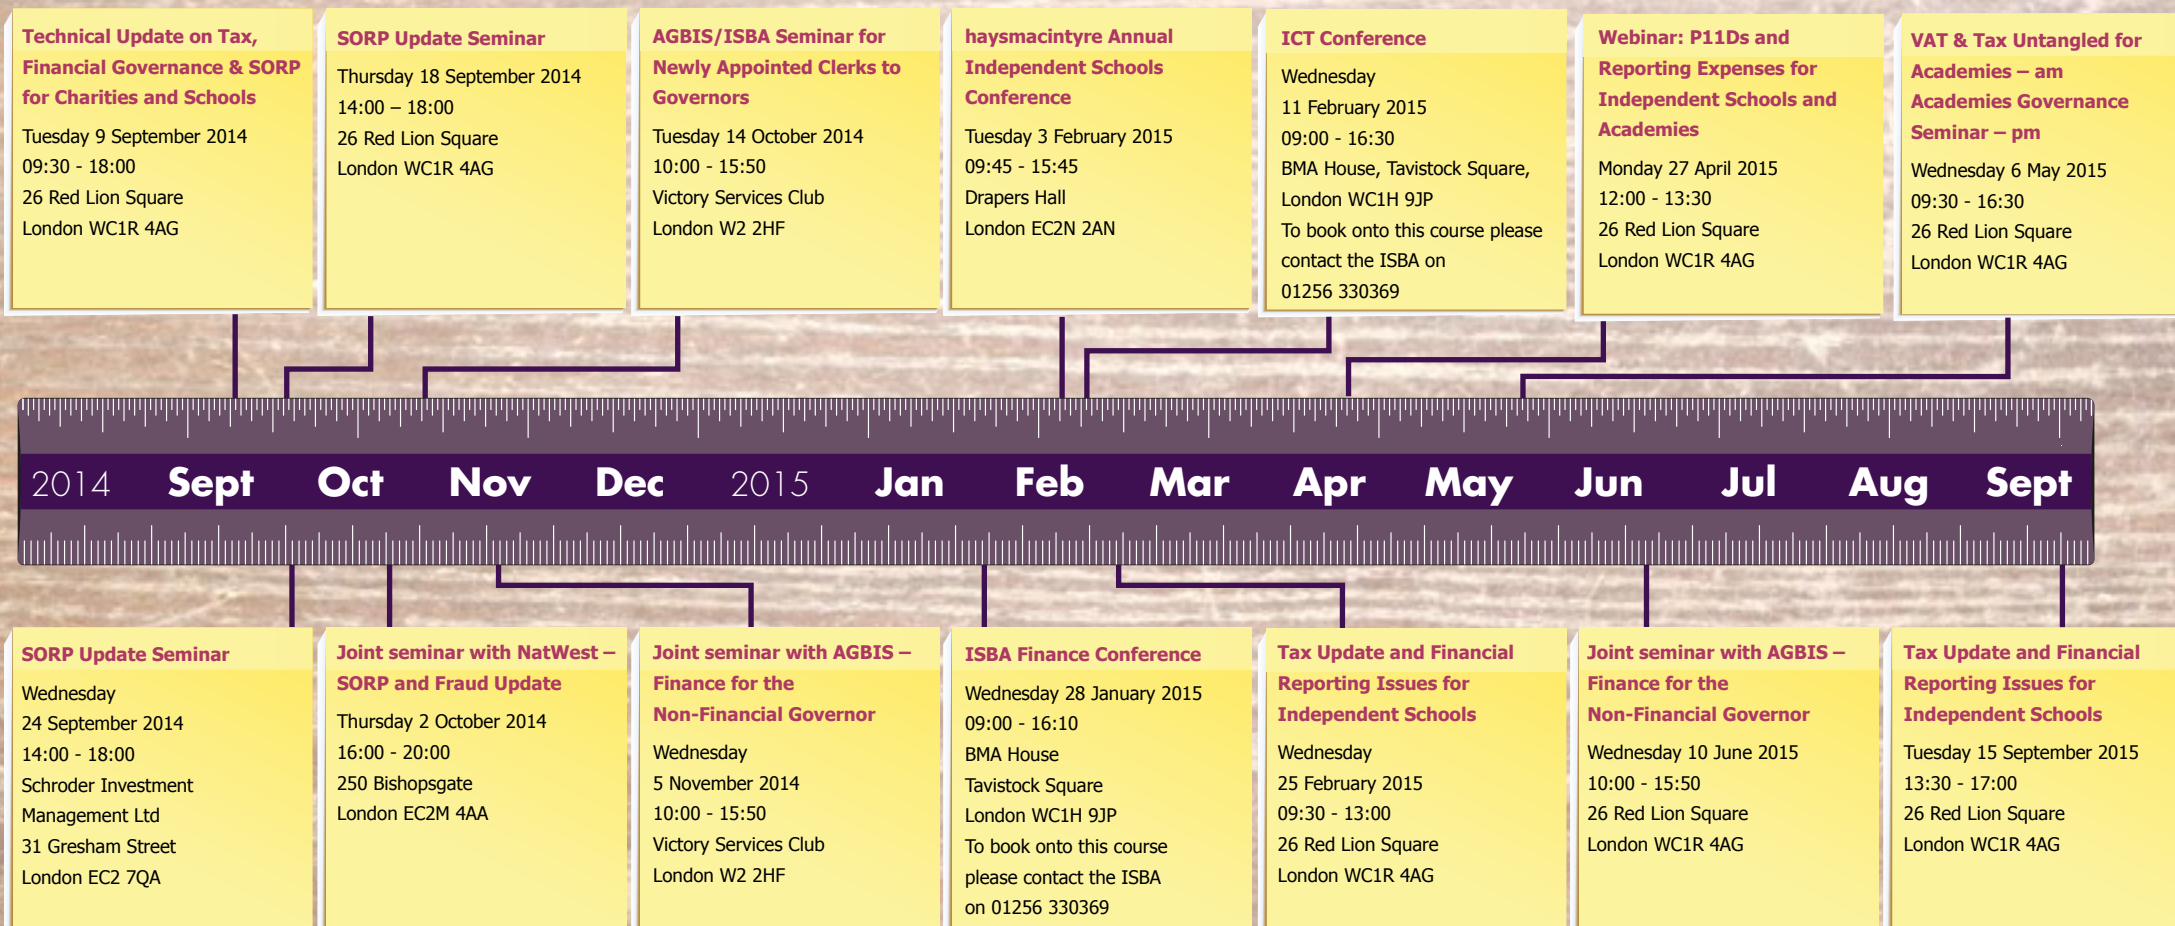 Technical Update on Tax,
Financial Governance & SORP
for Charities and Schools
Tuesday 9 September 2014
09:30 - 18:00
26 Red Lion Square
London WC1R 4AG
SORP Update Seminar
Thursday 18 September 2014
14:00 – 18:00
26 Red Lion Square
London WC1R 4AG
AGBIS/ISBA Seminar for
Newly Appointed Clerks to
Governors
Tuesday 14 October 2014
10:00 - 15:50
Victory Services Club
London W2 2HF
haysmacintyre Annual
Independent Schools
Conference
Tuesday 3 February 2015
09:45 - 15:45
Drapers Hall
London EC2N 2AN
ICT Conference
Wednesday
11 February 2015
09:00 - 16:30
BMA House, Tavistock Square,
London WC1H 9JP
To book onto this course please
contact the ISBA on
01256 330369
Webinar: P11Ds and
Reporting Expenses for
Independent Schools and
Academies
Monday 27 April 2015
12:00 - 13:30
26 Red Lion Square
London WC1R 4AG
VAT & Tax Untangled for
Academies – am
Academies Governance
Seminar – pm
Wednesday 6 May 2015
09:30 - 16:30
26 Red Lion Square
London WC1R 4AG
2014 Sept Oct Nov Dec 2015 Jan Feb Mar Apr May Jun Jul Aug Sept
SORP Update Seminar
Wednesday
24 September 2014
14:00 - 18:00
Schroder Investment
Management Ltd
31 Gresham Street
London EC2 7QA
Joint seminar with NatWest –
SORP and Fraud Update
Thursday 2 October 2014
16:00 - 20:00
250 Bishopsgate
London EC2M 4AA
Joint seminar with AGBIS –
Finance for the
Non-Financial Governor
Wednesday
5 November 2014
10:00 - 15:50
Victory Services Club
London W2 2HF
ISBA Finance Conference
Wednesday 28 January 2015
09:00 - 16:10
BMA House
Tavistock Square
London WC1H 9JP
To book onto this course
please contact the ISBA
on 01256 330369
Tax Update and Financial
Reporting Issues for
Independent Schools
Wednesday
25 February 2015
09:30 - 13:00
26 Red Lion Square
London WC1R 4AG
Joint seminar with AGBIS –
Finance for the
Non-Financial Governor
Wednesday 10 June 2015
10:00 - 15:50
26 Red Lion Square
London WC1R 4AG
Tax Update and Financial
Reporting Issues for
Independent Schools
Tuesday 15 September 2015
13:30 - 17:00
26 Red Lion Square
London WC1R 4AG